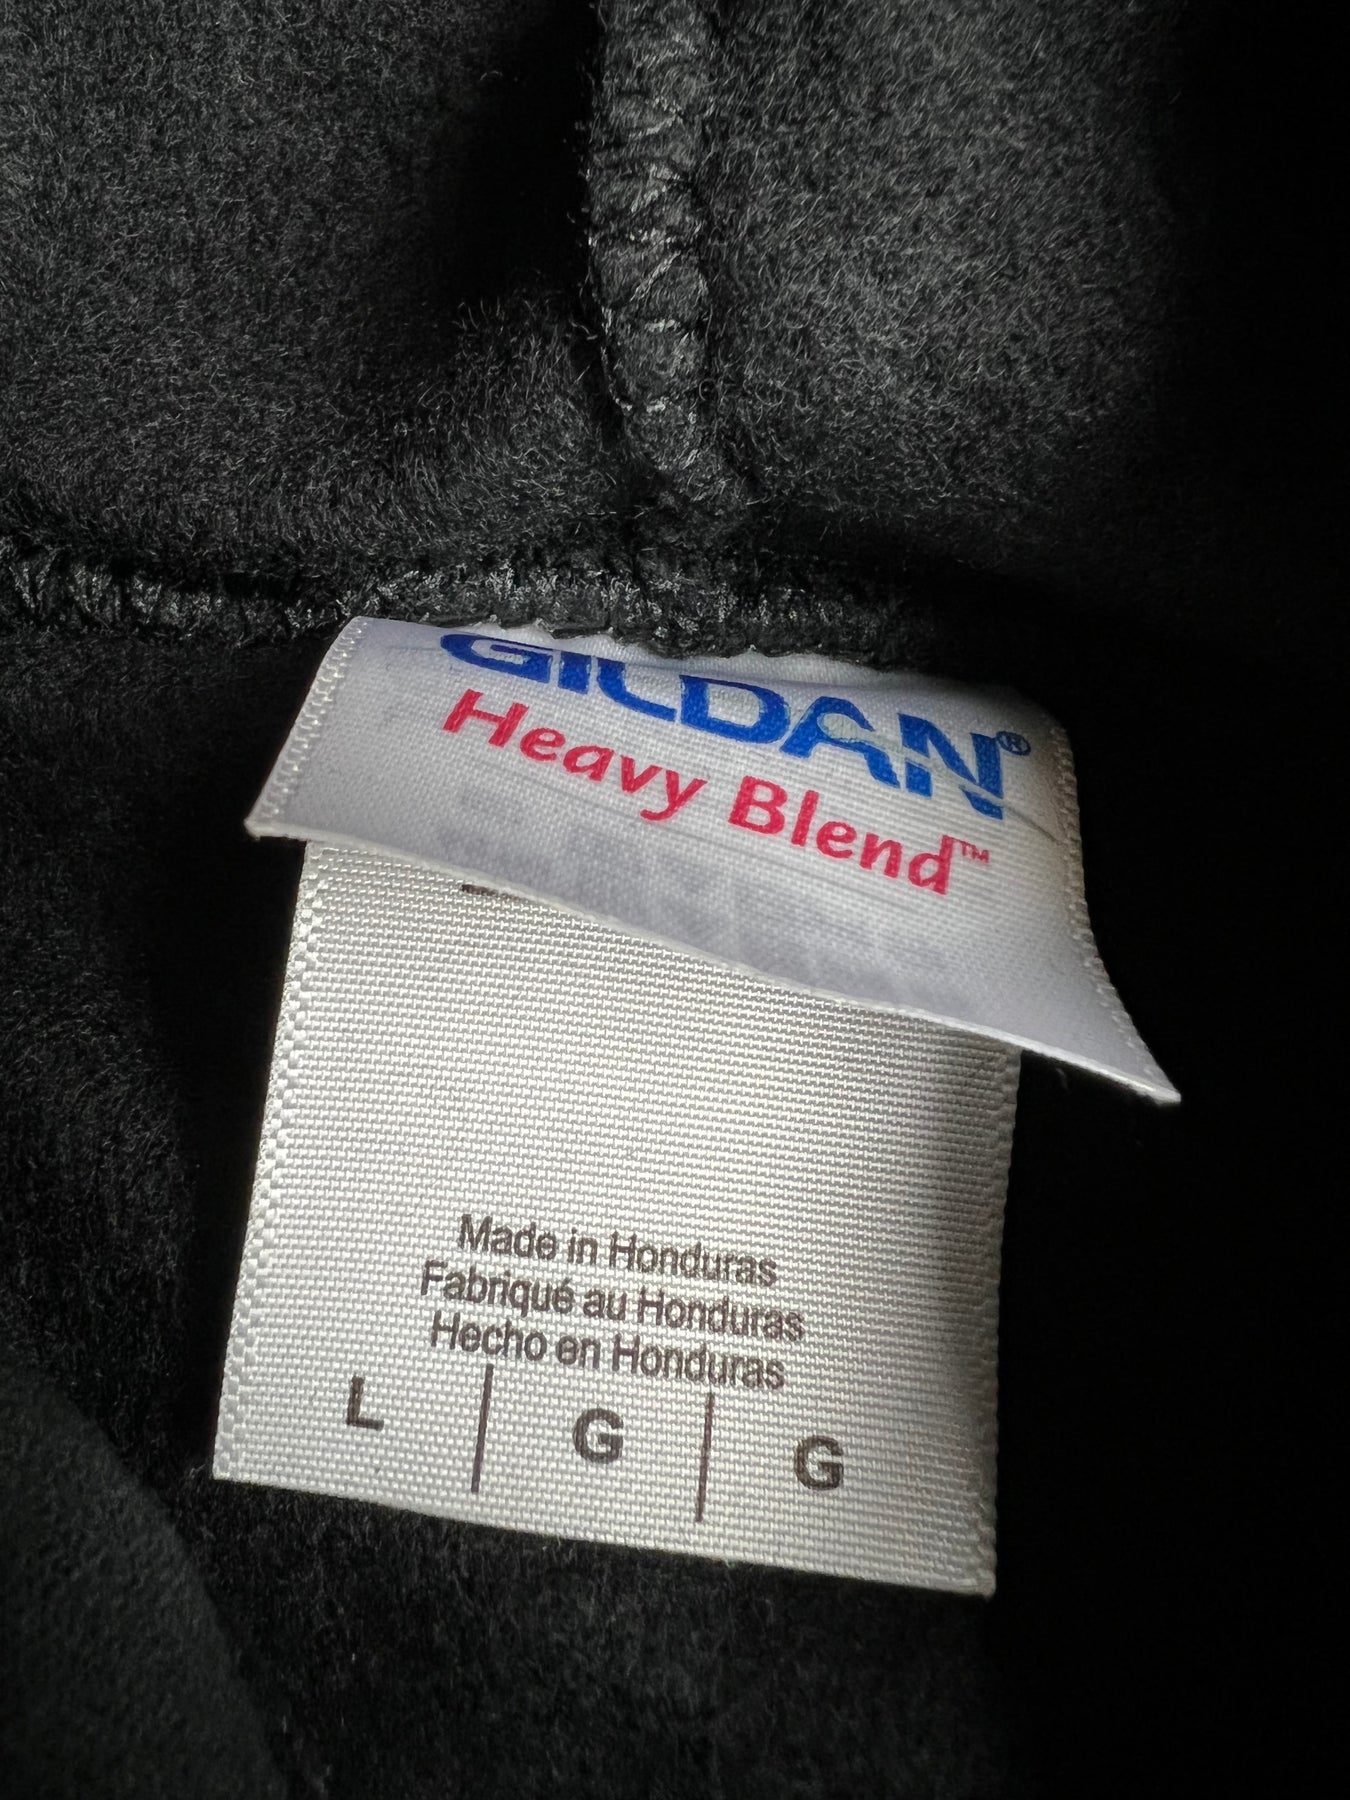 GILDAN®
Heavy Blend™
Made in Honduras
Fabriqué au Honduras
Hecho en Honduras
L | G | G